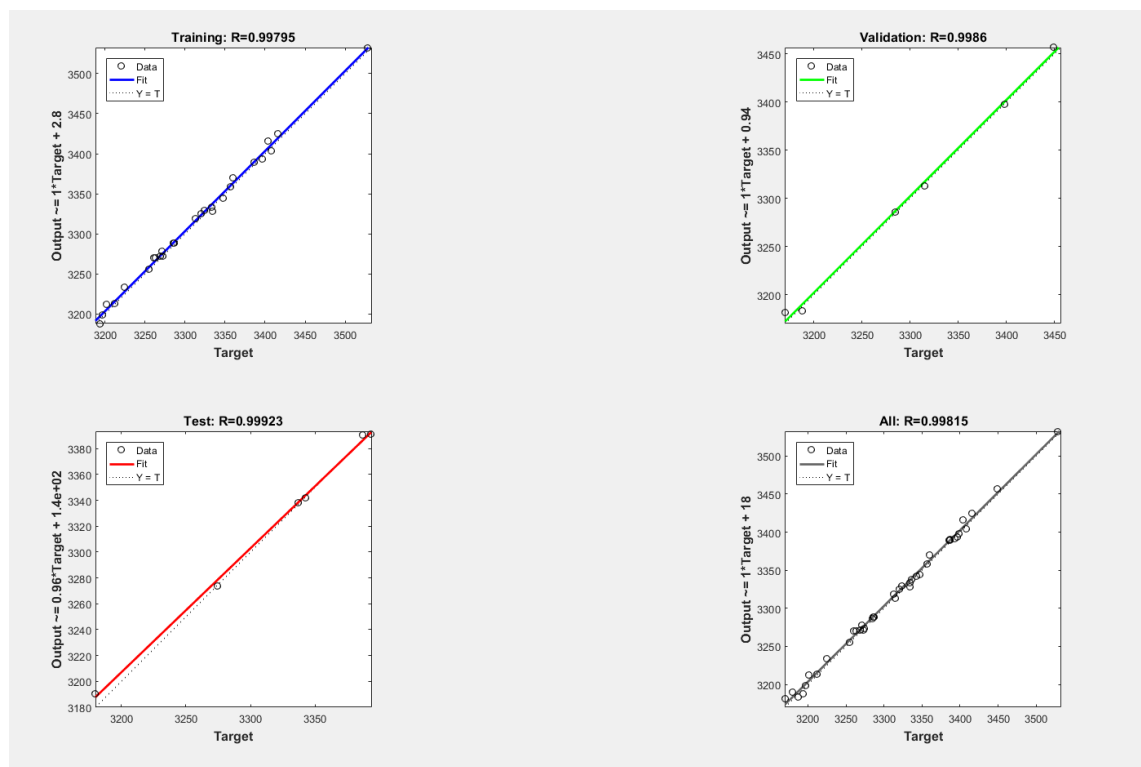 Training: R=0.99795
Data
Fit
Y = T
Output ~= 1*Target + 2.8
3500
3450
3400
3350
3300
3250
3200
3200 3250 3300 3350 3400 3450 3500
Target
Validation: R=0.9986
Data
Fit
Y = T
Output ~= 1*Target + 0.94
3450
3400
3350
3300
3250
3200
3200 3250 3300 3350 3400 3450
Target
Test: R=0.99923
Data
Fit
Y = T
Output ~= 0.96*Target + 1.4e+02
3380
3360
3340
3320
3300
3280
3260
3240
3220
3200
3180
3200 3250 3300 3350
Target
All: R=0.99815
Data
Fit
Y = T
Output ~= 1*Target + 18
3500
3450
3400
3350
3300
3250
3200
3200 3250 3300 3350 3400 3450 3500
Target